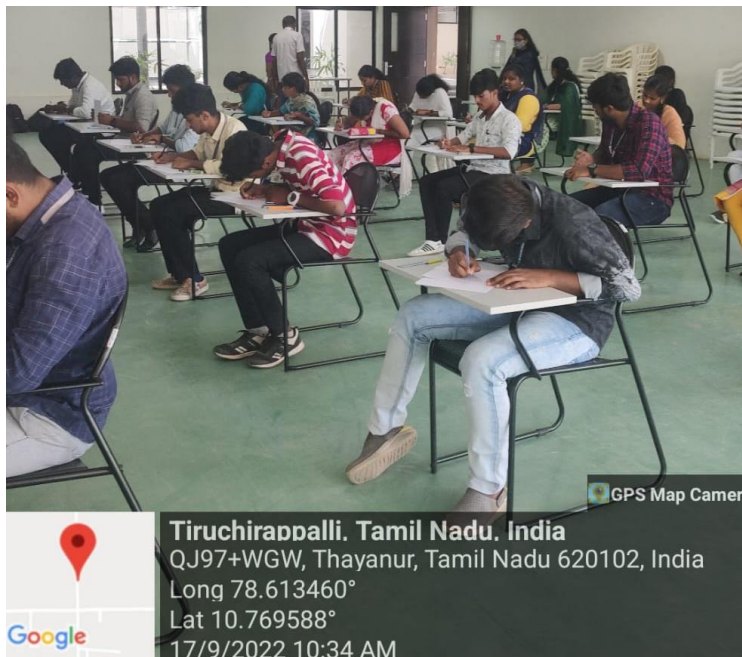 GPS Map Camer
Tiruchirappalli, Tamil Nadu, India
QJ97+WGW, Thayanur, Tamil Nadu 620102, India
Long 78.613460°
Lat 10.769588°
17/9/2022 10:34 AM
Google